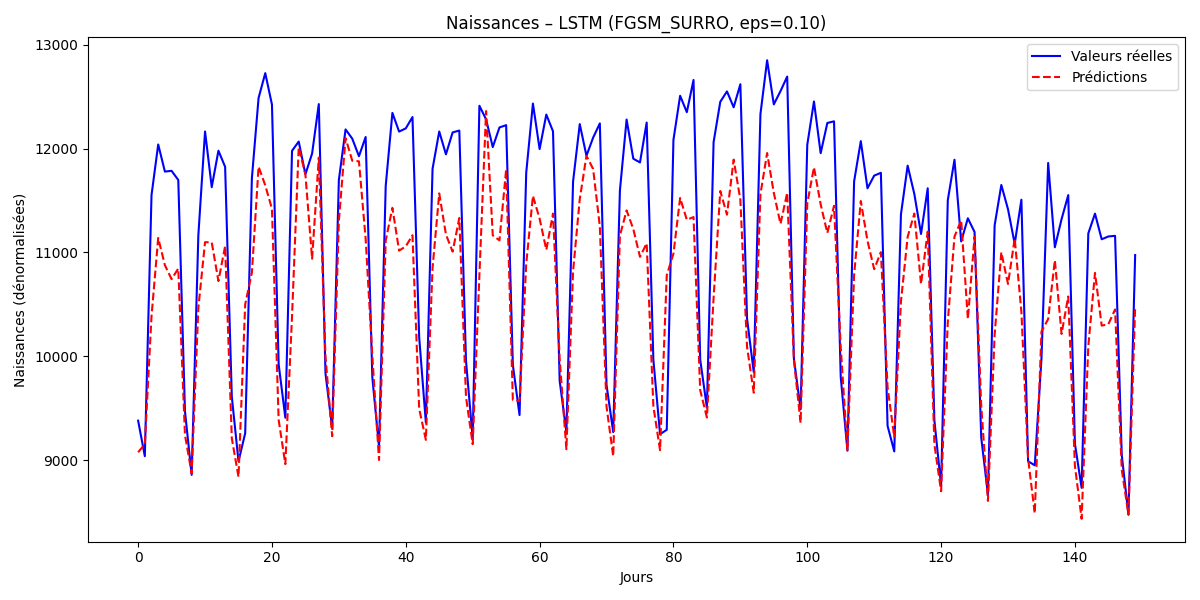 Naissances – LSTM (FGSM_SURRO, eps=0.10)
Valeurs réelles
Prédictions
Naissances (dénormalisées)
13000
12000
11000
10000
9000
0 20 40 60 80 100 120 140
Jours